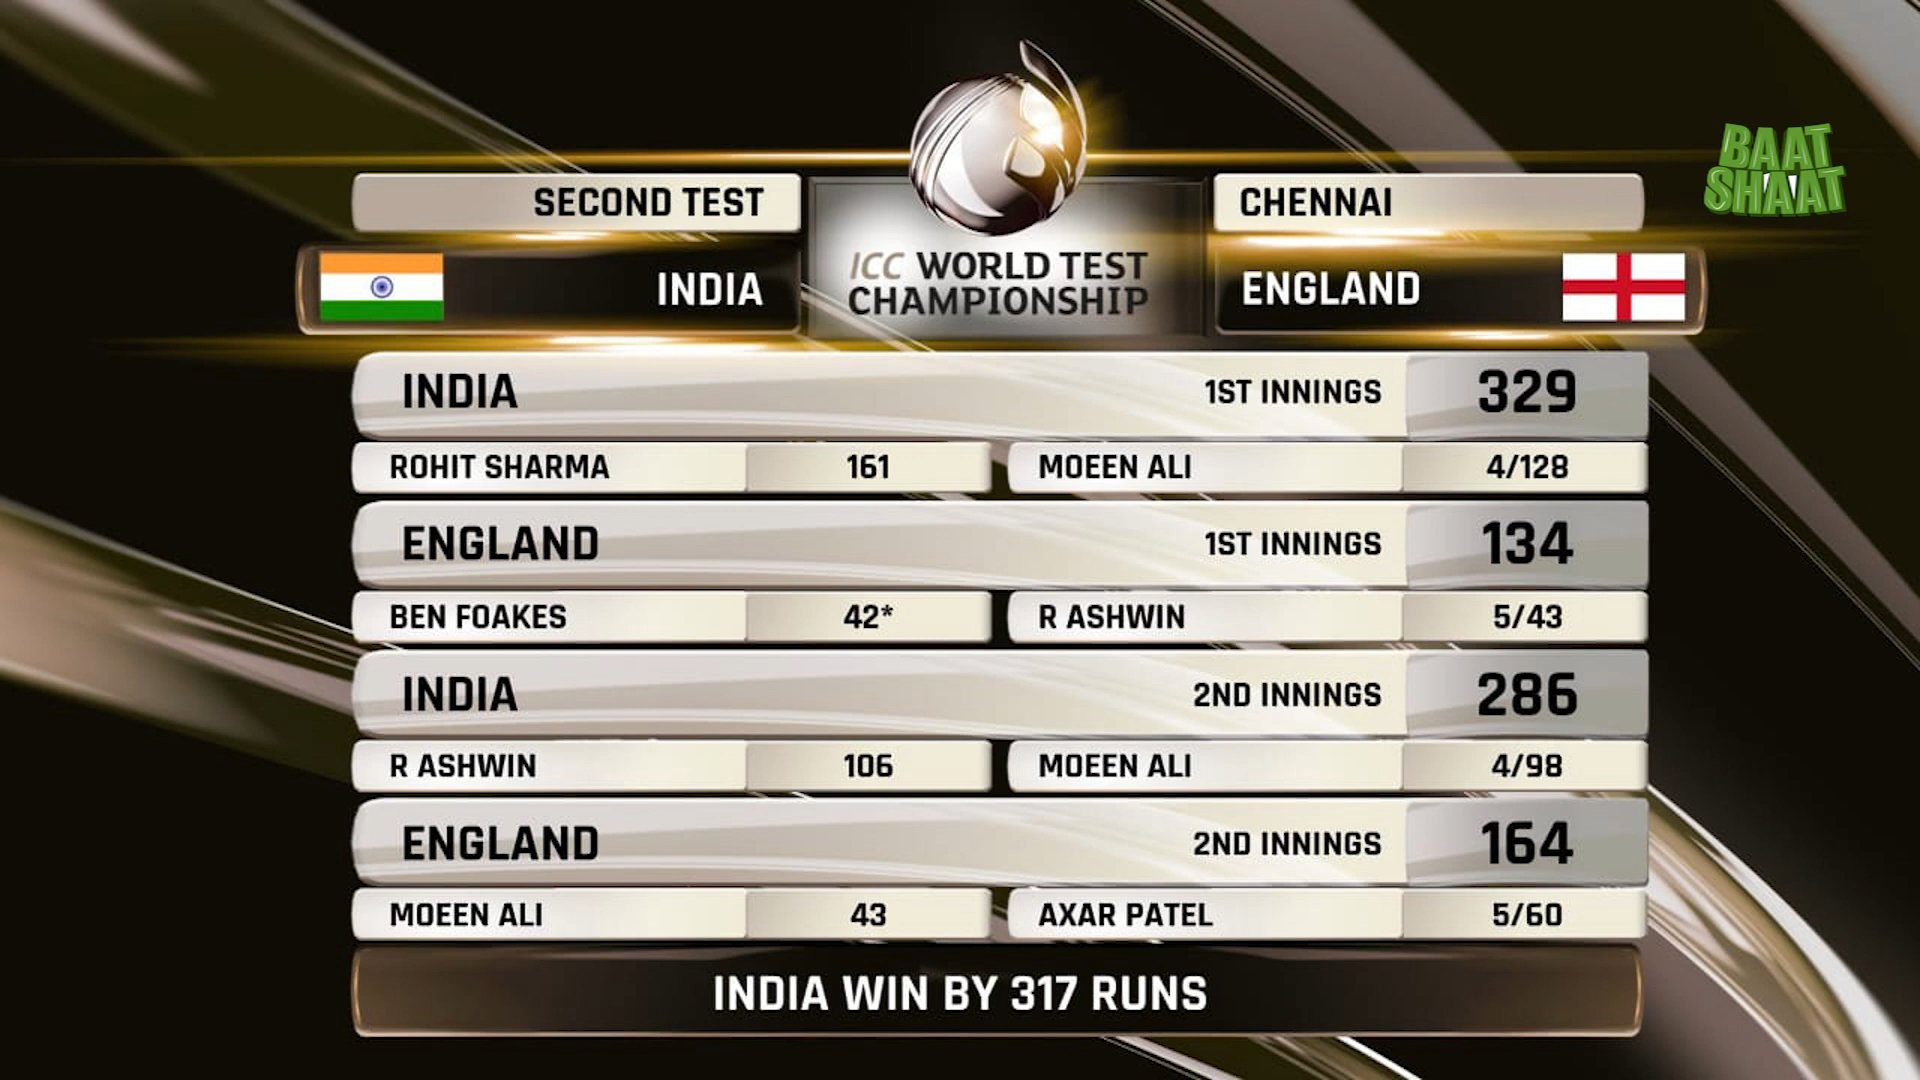 BAAT
SHAAT
SECOND TEST
CHENNAI
INDIA
ICC WORLD TEST
CHAMPIONSHIP
ENGLAND
INDIA 1ST INNINGS 329
ROHIT SHARMA 161 MOEEN ALI 4/128
ENGLAND 1ST INNINGS 134
BEN FOAKES 42* R ASHWIN 5/43
INDIA 2ND INNINGS 286
R ASHWIN 106 MOEEN ALI 4/98
ENGLAND 2ND INNINGS 164
MOEEN ALI 43 AXAR PATEL 5/60
INDIA WIN BY 317 RUNS